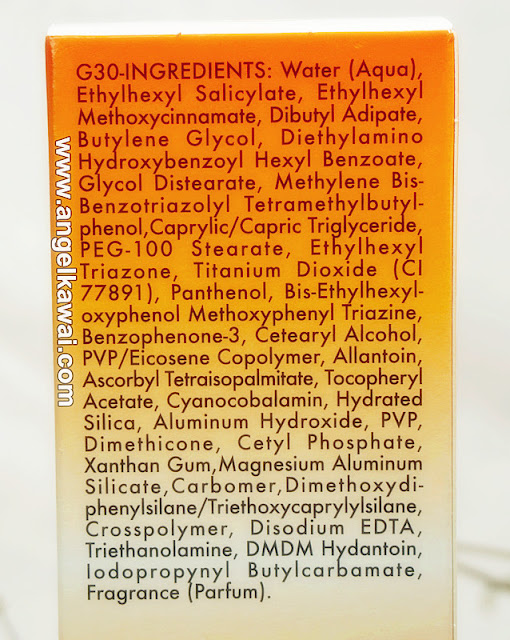 G30-INGREDIENTS: Water (Aqua),
Ethylhexyl Salicylate, Ethylhexyl
Methoxycinnamate, Dibutyl Adipate,
Butylene Glycol, Diethylamino
Hydroxybenzoyl Hexyl Benzoate,
Glycol Distearate, Methylene Bis-
Benzotriazolyl Tetramethylbutyl-
phenol,Caprylic/Capric Triglyceride,
PEG-100 Stearate, Ethylhexyl
Triazone, Titanium Dioxide (CI
77891), Panthenol, Bis-Ethylhexyl-
oxyphenol Methoxyphenyl Triazine,
Benzophenone-3, Cetearyl Alcohol,
PVP/Eicosene Copolymer, Allantoin,
Ascorbyl Tetraisopalmitate, Tocopheryl
Acetate, Cyanocobalamin, Hydrated
Silica, Aluminum Hydroxide, PVP,
Dimethicone, Cetyl Phosphate,
Xanthan Gum,Magnesium Aluminum
Silicate,Carbomer,Dimethoxydi-
phenylsilane/Triethoxycaprylylsilane,
Crosspolymer, Disodium EDTA,
Triethanolamine, DMDM Hydantoin,
Iodopropynyl Butylcarbamate,
Fragrance (Parfum).
www.angelkawai.com